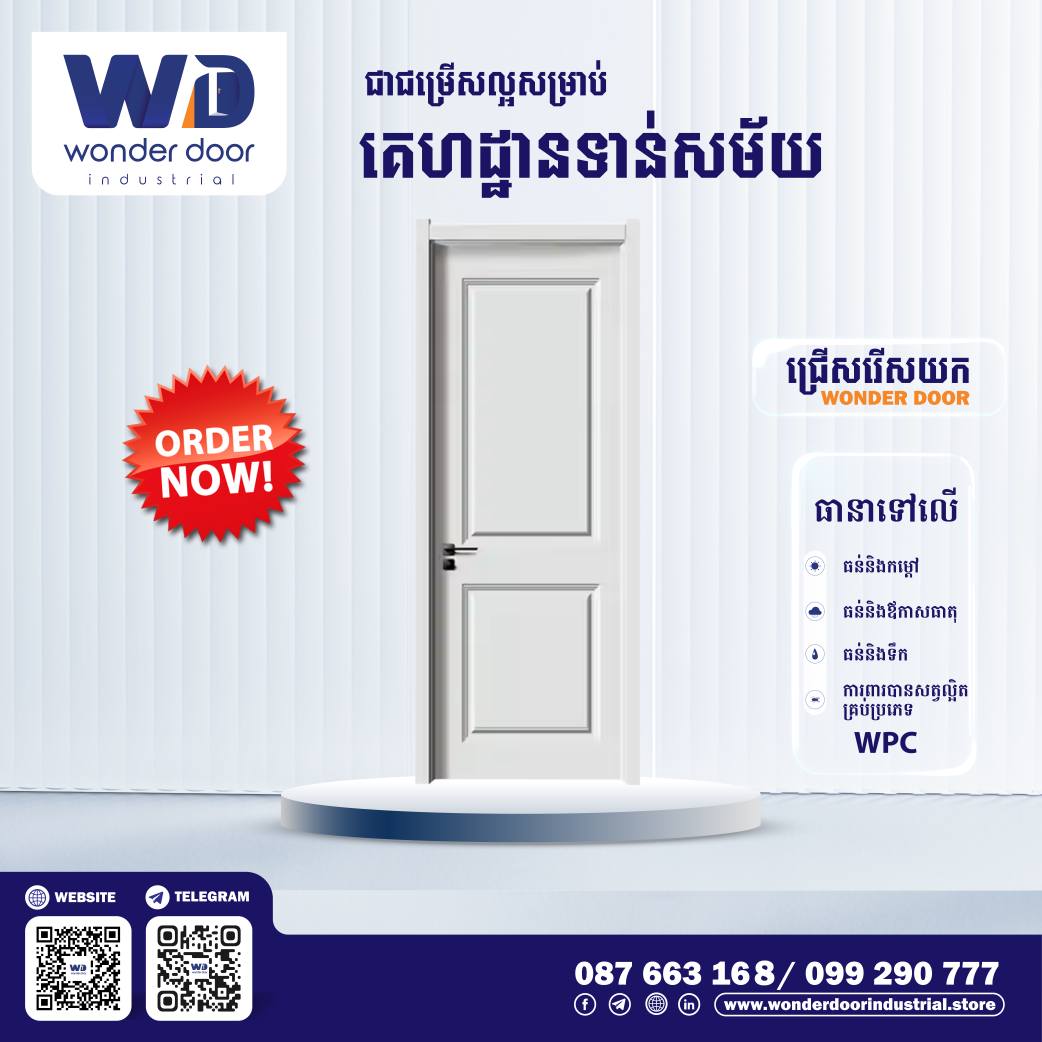 WD
wonder door
industrial
ជាជម្រើសល្អសម្រាប់
គេហដ្ឋានទាន់សម័យ
ORDER
NOW!
ជ្រើសរើសយក
WONDER DOOR
ធានាទៅលើ
ធន់និងកម្ដៅ
ធន់និងឪកាសធាតុ
ធន់និងទឹក
ការពារបានសត្វល្អិត
គ្រប់ប្រភេទ
WPC
WEBSITE
TELEGRAM
087 663 168/ 099 290 777
www.wonderdoorindustrial.store